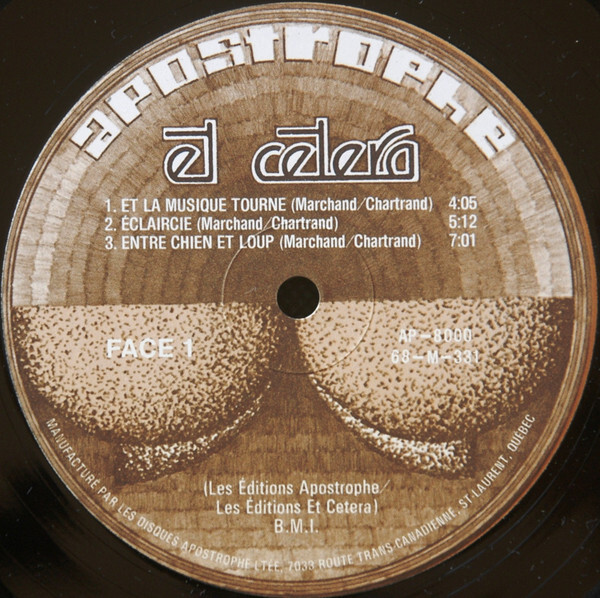 apostrophe
et cetera
1. ET LA MUSIQUE TOURNE (Marchand/Chartrand) 4:05
2. ÉCLAIRCIE (Marchand/Chartrand) 5:12
3. ENTRE CHIEN ET LOUP (Marchand/Chartrand) 7:01
FACE 1
AP-8000
68-M-331
(Les Éditions Apostrophe/
Les Éditions Et Cetera)
B.M.I.
MANUFACTURÉ PAR LES DISQUES APOSTROPHE LTÉE, 7033 ROUTE TRANS-CANADIENNE, ST-LAURENT, QUÉBEC